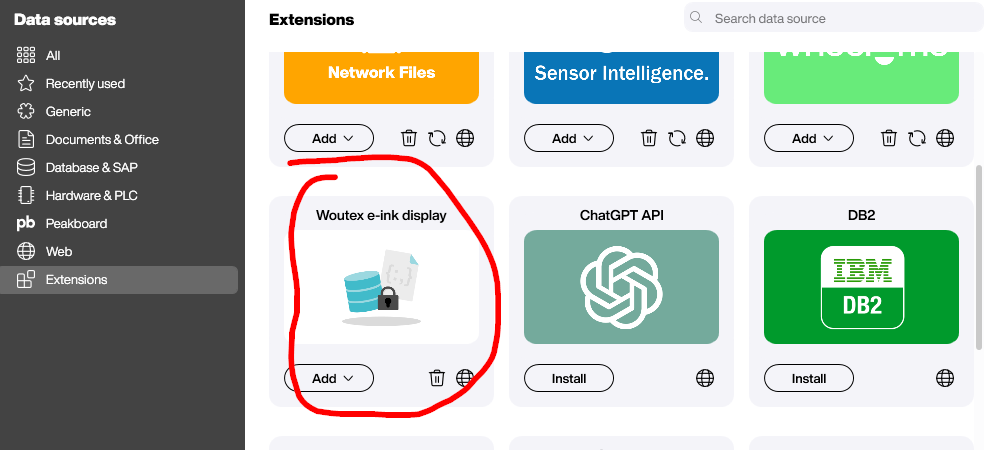 Data sources
All
Recently used
Generic
Documents & Office
Database & SAP
Hardware & PLC
pb Peakboard
Web
Extensions
Extensions
Search data source
Network Files
Sensor Intelligence.
Add
Add
Add
Woutex e-ink display
ChatGPT API
DB2
{;}
IBM
DB2
Add
Install
Install